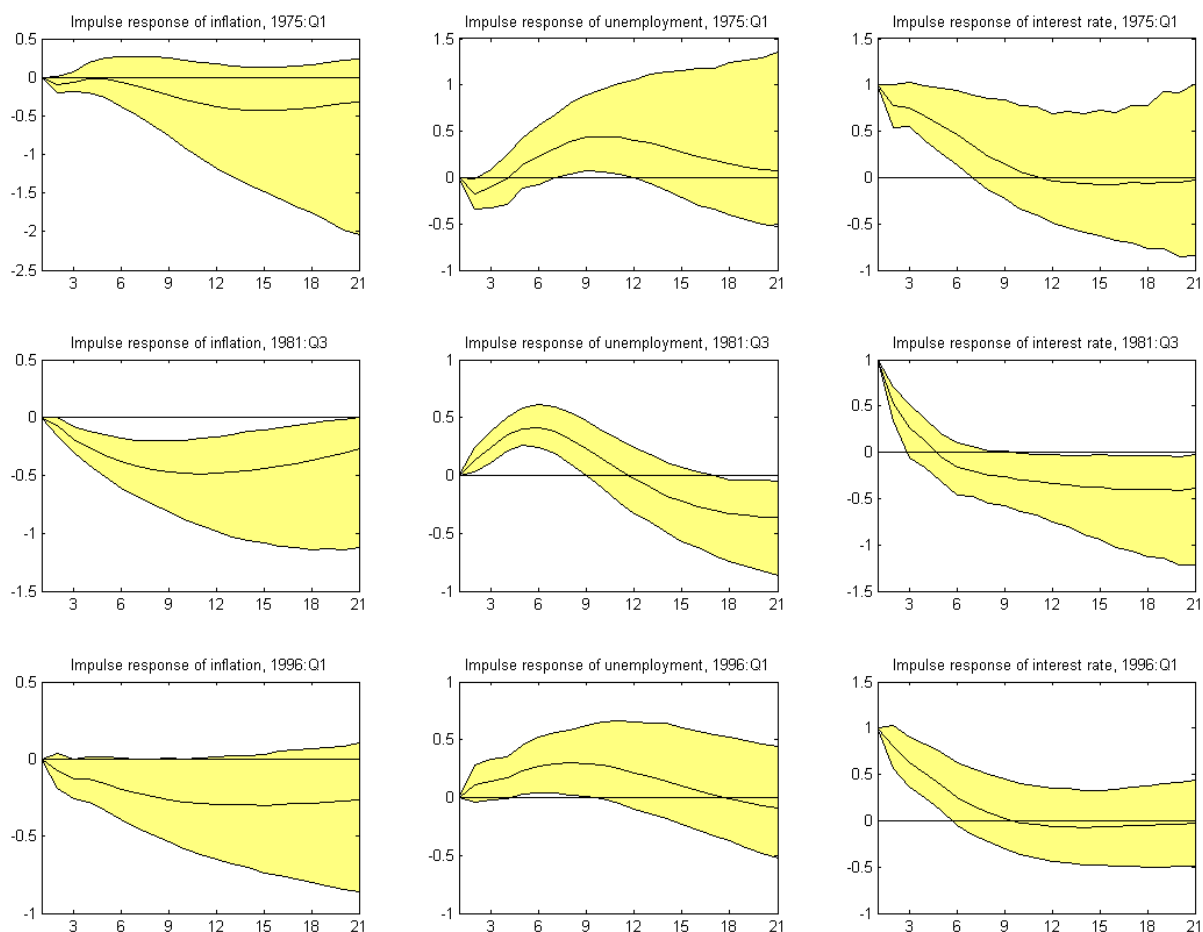 Impulse response of inflation, 1975:Q1
0.5
0
-0.5
-1
-1.5
-2
-2.5
3 6 9 12 15 18 21
Impulse response of unemployment, 1975:Q1
1.5
1
0.5
0
-0.5
-1
3 6 9 12 15 18 21
Impulse response of interest rate, 1975:Q1
1.5
1
0.5
0
-0.5
-1
3 6 9 12 15 18 21
Impulse response of inflation, 1981:Q3
0.5
0
-0.5
-1
-1.5
3 6 9 12 15 18 21
Impulse response of unemployment, 1981:Q3
1
0.5
0
-0.5
-1
3 6 9 12 15 18 21
Impulse response of interest rate, 1981:Q3
1
0.5
0
-0.5
-1
-1.5
3 6 9 12 15 18 21
Impulse response of inflation, 1996:Q1
0.5
0
-0.5
-1
3 6 9 12 15 18 21
Impulse response of unemployment, 1996:Q1
1
0.5
0
-0.5
-1
3 6 9 12 15 18 21
Impulse response of interest rate, 1996:Q1
1.5
1
0.5
0
-0.5
-1
3 6 9 12 15 18 21